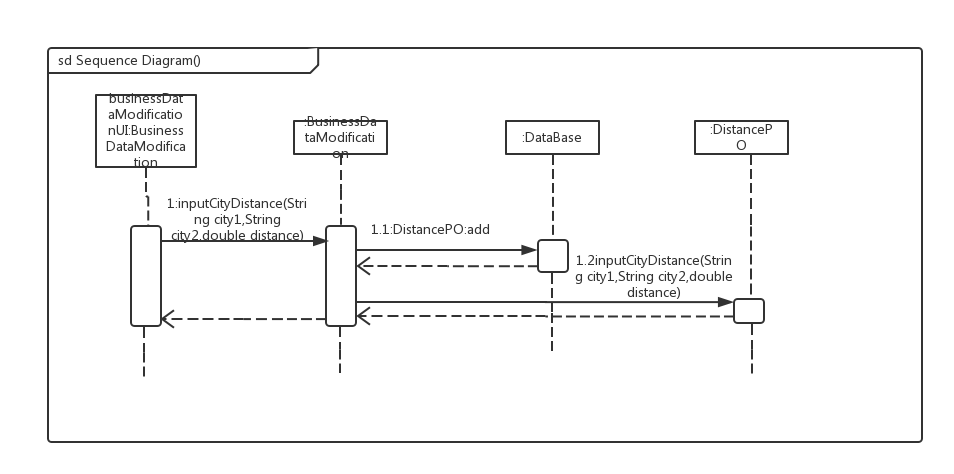 sd Sequence Diagram()
businessDat
aModificatio
nUI:Business
DataModifica
tion
:BusinessDa
taModificati
on
:DataBase
:DistanceP
O
1:inputCityDistance(Stri
ng city1,String
city2,double distance)
1.1:DistancePO:add
1.2inputCityDistance(Strin
g city1,String city2,double
distance)